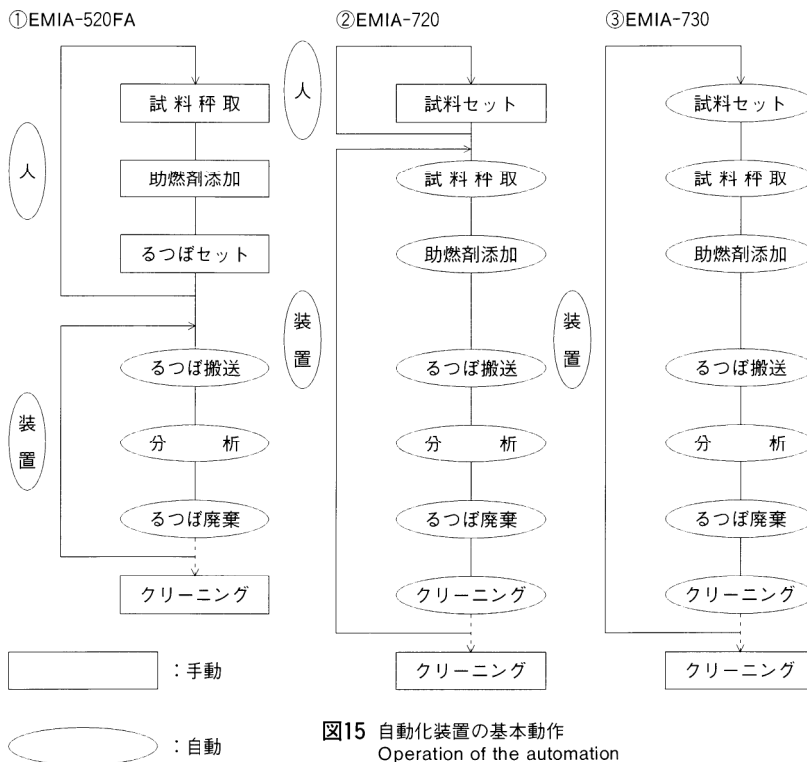 ①EMIA-520FA
人
試料秤取
助燃剤添加
るつぼセット
装置
るつぼ搬送
分析
るつぼ廃棄
クリーニング
②EMIA-720
人
試料セット
試料秤取
助燃剤添加
装置
るつぼ搬送
分析
るつぼ廃棄
クリーニング
クリーニング
③EMIA-730
試料セット
試料秤取
助燃剤添加
装置
るつぼ搬送
分析
るつぼ廃棄
クリーニング
クリーニング
：手動
：自動
図15 自動化装置の基本動作
Operation of the automation